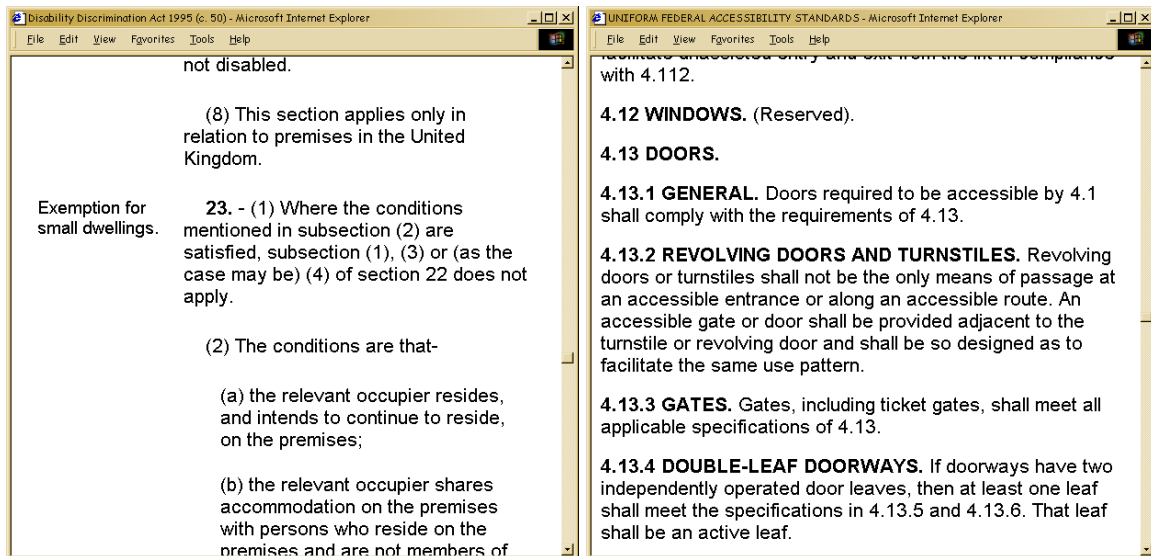 Disability Discrimination Act 1995 (c. 50) - Microsoft Internet Explorer
File Edit View Favorites Tools Help
not disabled.
(8) This section applies only in
relation to premises in the United
Kingdom.
Exemption for
small dwellings.
23. - (1) Where the conditions
mentioned in subsection (2) are
satisfied, subsection (1), (3) or (as the
case may be) (4) of section 22 does not
apply.
(2) The conditions are that-
(a) the relevant occupier resides,
and intends to continue to reside,
on the premises;
(b) the relevant occupier shares
accommodation on the premises
with persons who reside on the
premises and are not members of
UNIFORM FEDERAL ACCESSIBILITY STANDARDS - Microsoft Internet Explorer
File Edit View Favorites Tools Help
facilitate unassisted entry and exit from the lift in compliance
with 4.112.
4.12 WINDOWS. (Reserved).
4.13 DOORS.
4.13.1 GENERAL. Doors required to be accessible by 4.1
shall comply with the requirements of 4.13.
4.13.2 REVOLVING DOORS AND TURNSTILES. Revolving
doors or turnstiles shall not be the only means of passage at
an accessible entrance or along an accessible route. An
accessible gate or door shall be provided adjacent to the
turnstile or revolving door and shall be so designed as to
facilitate the same use pattern.
4.13.3 GATES. Gates, including ticket gates, shall meet all
applicable specifications of 4.13.
4.13.4 DOUBLE-LEAF DOORWAYS. If doorways have two
independently operated door leaves, then at least one leaf
shall meet the specifications in 4.13.5 and 4.13.6. That leaf
shall be an active leaf.